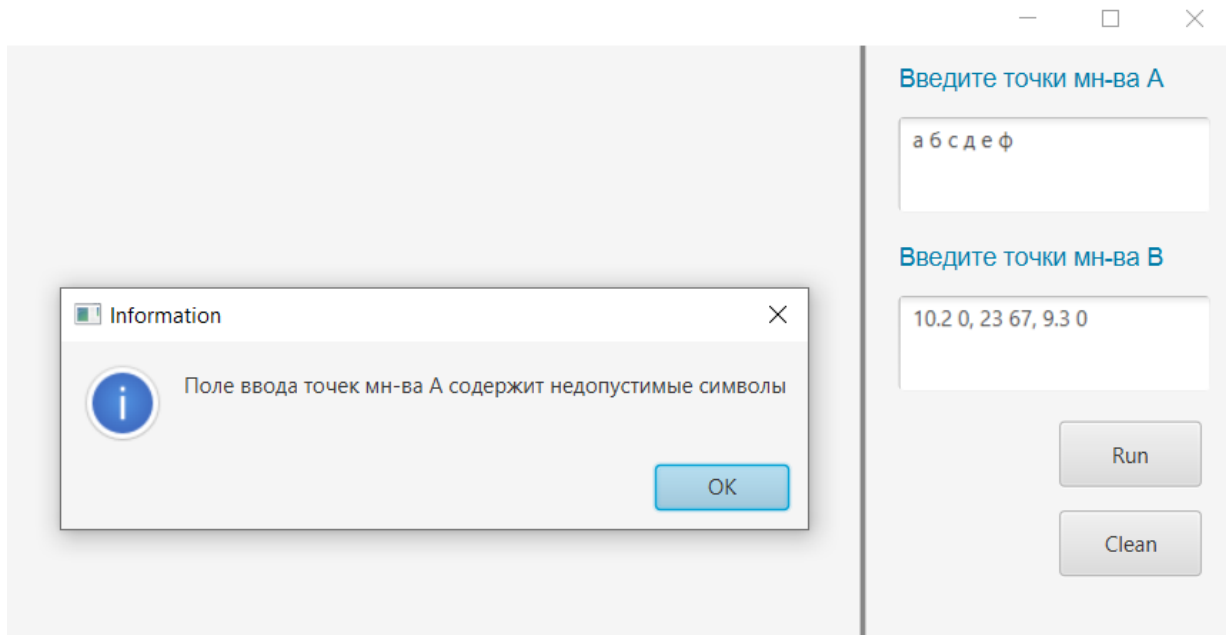 Введите точки мн-ва А
а б с д е ф
Введите точки мн-ва В
10.2 0, 23 67, 9.3 0
Run
Clean
Information
Поле ввода точек мн-ва А содержит недопустимые символы
OK